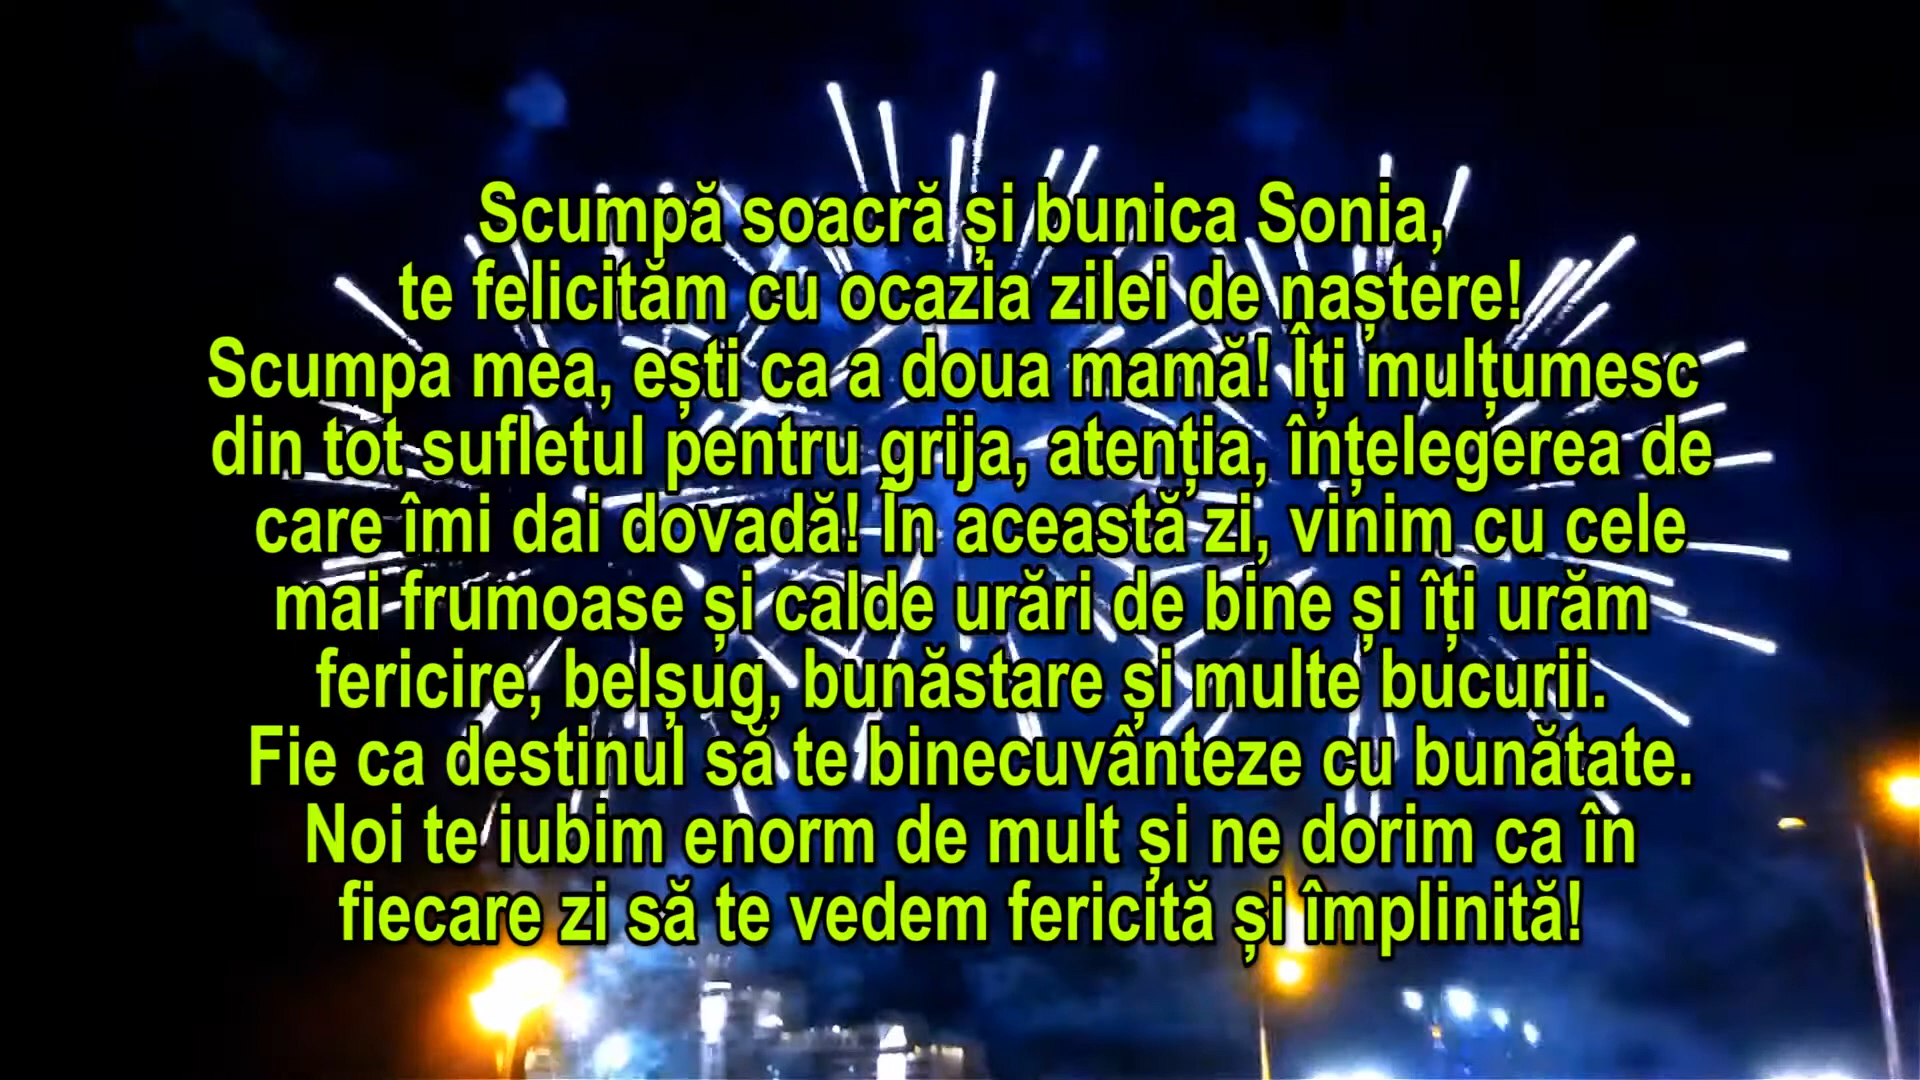 Scumpă soacră și bunica Sonia,
te felicităm cu ocazia zilei de naștere!
Scumpa mea, ești ca a doua mamă! Îți mulțumesc
din tot sufletul pentru grija, atenția, înțelegerea de
care îmi dai dovadă! În această zi, vinim cu cele
mai frumoase și calde urări de bine și îți urăm
fericire, belșug, bunăstare și multe bucurii.
Fie ca destinul să te binecuvânteze cu bunătate.
Noi te iubim enorm de mult și ne dorim ca în
fiecare zi să te vedem fericită și împlinită!